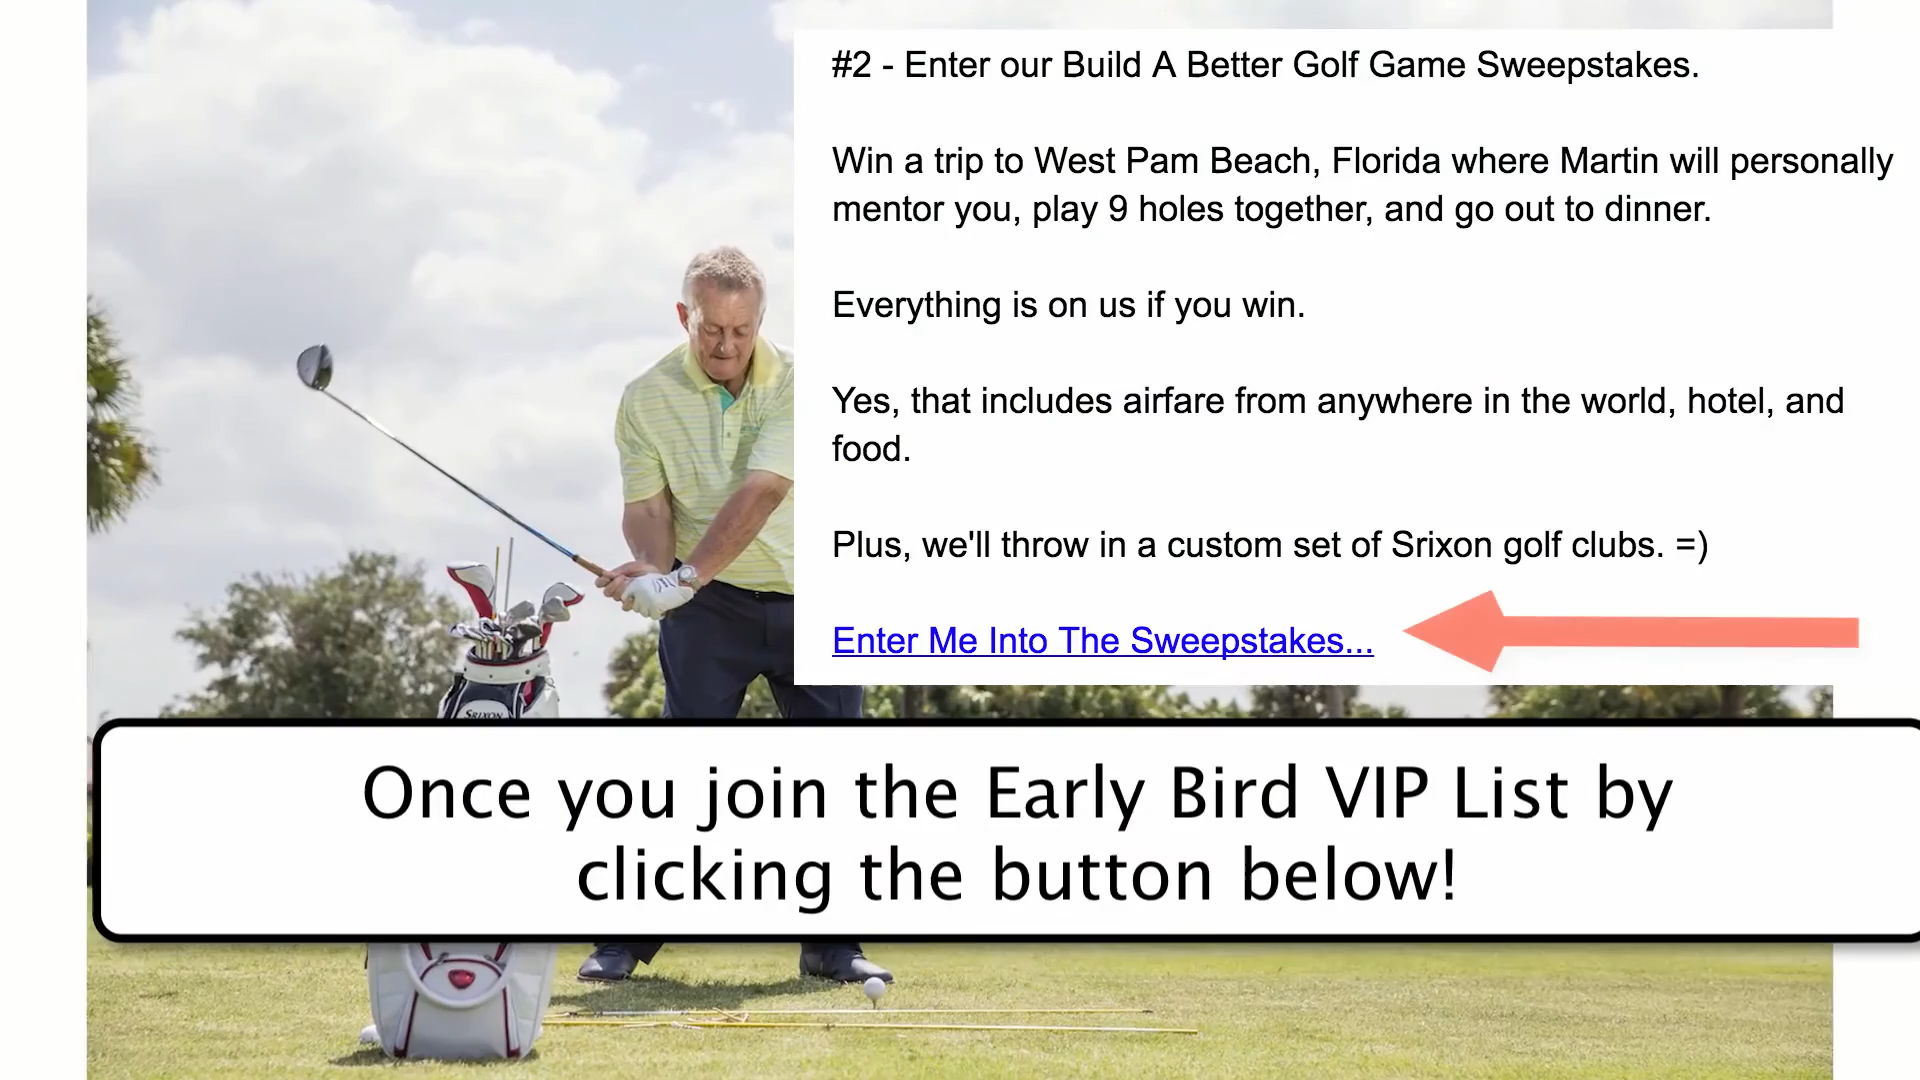 #2 - Enter our Build A Better Golf Game Sweepstakes.
Win a trip to West Pam Beach, Florida where Martin will personally
mentor you, play 9 holes together, and go out to dinner.
Everything is on us if you win.
Yes, that includes airfare from anywhere in the world, hotel, and
food.
Plus, we'll throw in a custom set of Srixon golf clubs. =)
Enter Me Into The Sweepstakes...
SRIXON
Once you join the Early Bird VIP List by
clicking the button below!